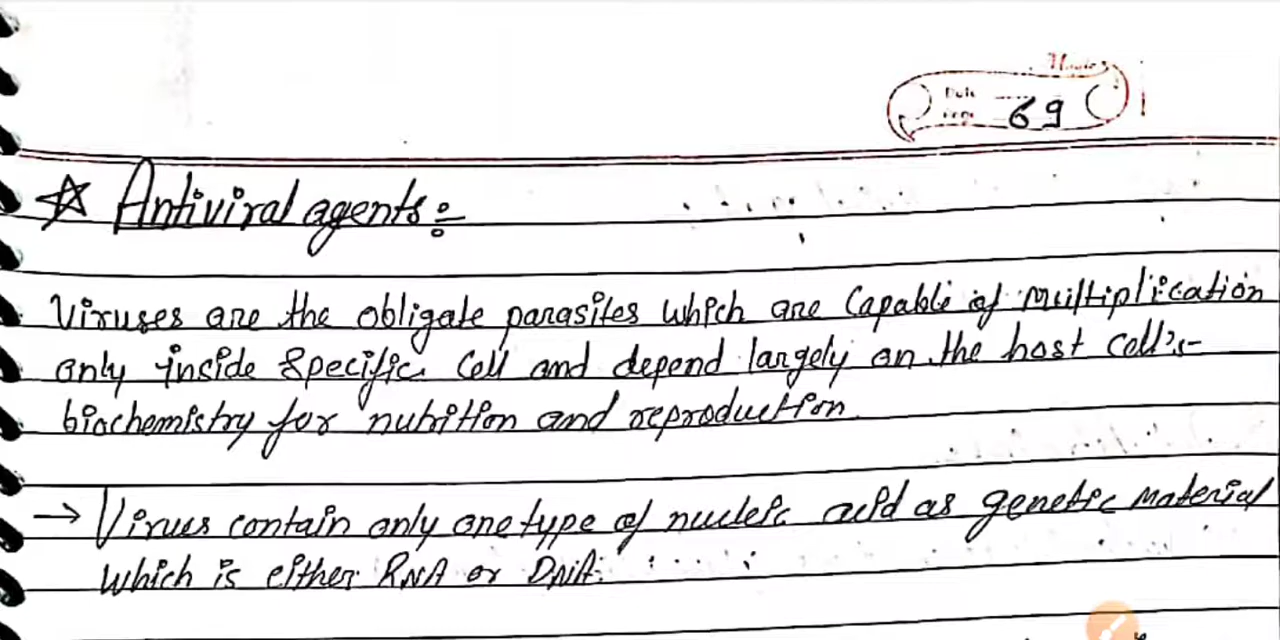 Date
Page 69
☆ Antiviral agents:-
Viruses are the obligate parasites which are capable of multiplication
only inside specific cell and depend largely on the host cell's-
biochemistry for nutrition and reproduction.
→ Virus contain only one type of nucleic acid as genetic material
which is either RNA or DNA.